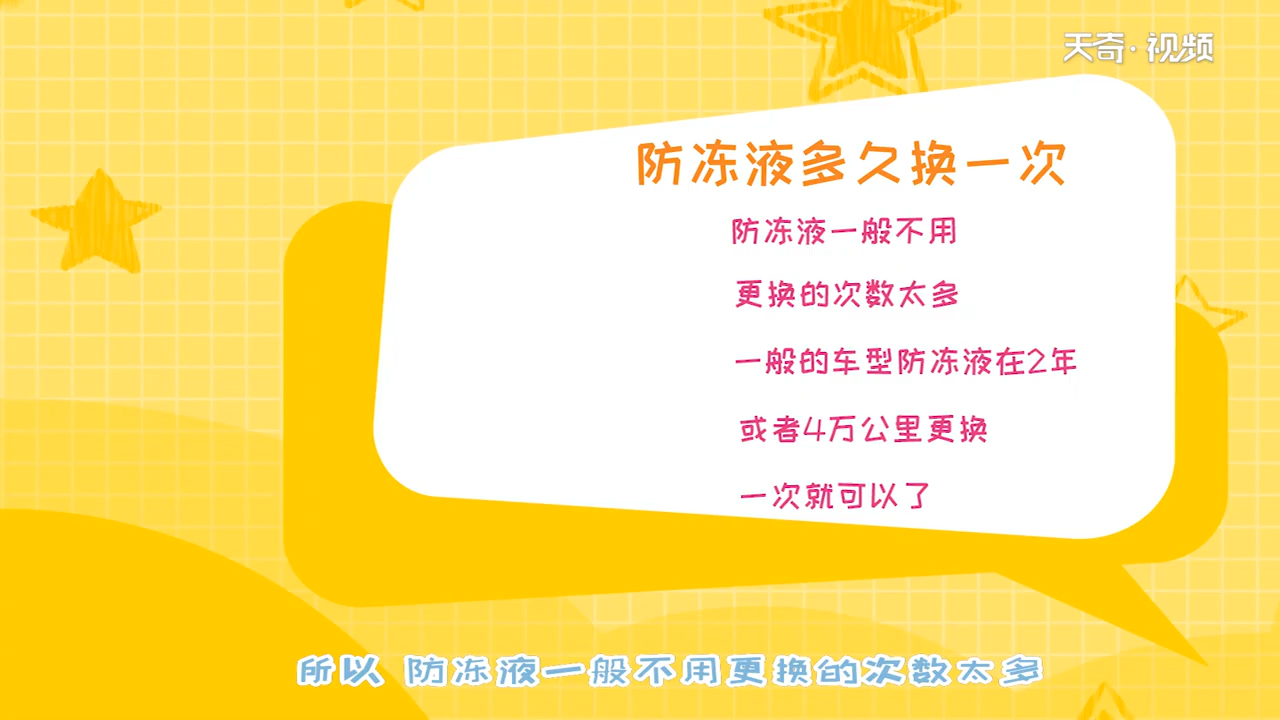 天奇·视频
防冻液多久换一次
防冻液一般不用
更换的次数太多
一般的车型防冻液在2年
或者4万公里更换
一次就可以了
所以 防冻液一般不用更换的次数太多